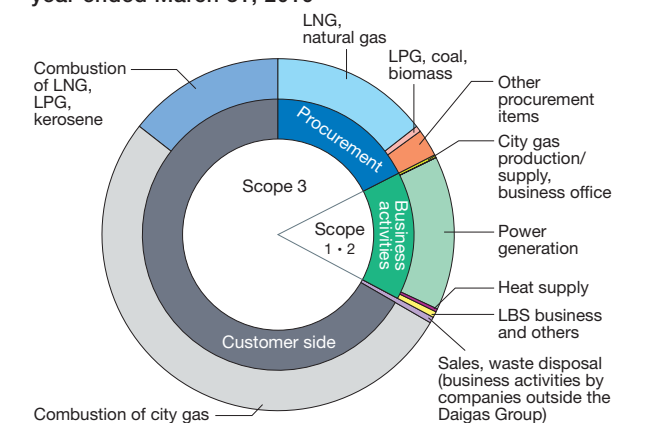 LNG,
natural gas
LPG, coal,
biomass
Combustion
of LNG,
LPG,
kerosene
Other
procurement
items
City gas
production/
supply,
business office
Procurement
Scope 3
Scope
1・2
Business
activities
Power
generation
Heat supply
LBS business
and others
Customer side
Sales, waste disposal
(business activities by
companies outside the
Daigas Group)
Combustion of city gas